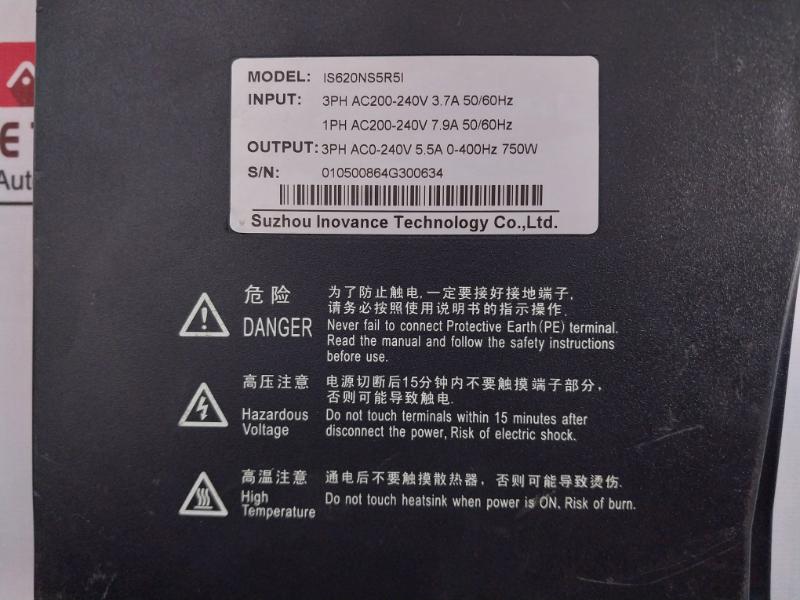 MODEL: IS620NS5R5I
INPUT: 3PH AC200-240V 3.7A 50/60Hz
1PH AC200-240V 7.9A 50/60Hz
OUTPUT: 3PH AC0-240V 5.5A 0-400Hz 750W
S/N: 010500864G300634
Suzhou Inovance Technology Co.,Ltd.
危险
DANGER
为了防止触电,一定要接好接地端子,
请务必按照使用说明书的指示操作.
Never fail to connect Protective Earth(PE) terminal.
Read the manual and follow the safety instructions
before use.
高压注意
Hazardous
Voltage
电源切断后15分钟内不要触摸端子部分,
否则可能导致触电.
Do not touch terminals within 15 minutes after
disconnect the power, Risk of electric shock.
高温注意
High
Temperature
通电后不要触摸散热器，否则可能导致烫伤.
Do not touch heatsink when power is ON. Risk of burn.